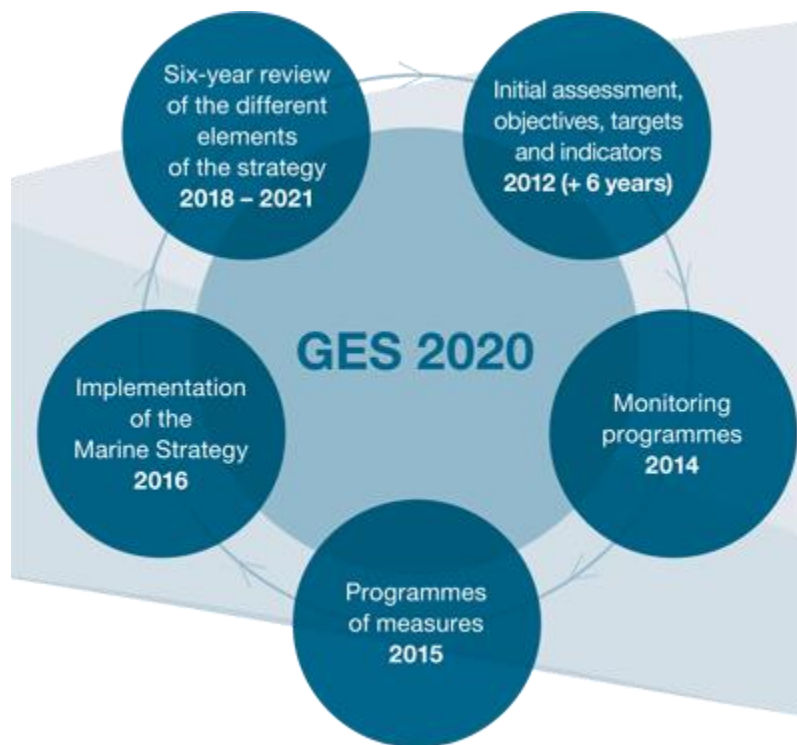 Six-year review
of the different
elements
of the strategy
2018 – 2021
Initial assessment,
objectives, targets
and indicators
2012 (+ 6 years)
GES 2020
Implementation
of the
Marine Strategy
2016
Monitoring
programmes
2014
Programmes
of measures
2015